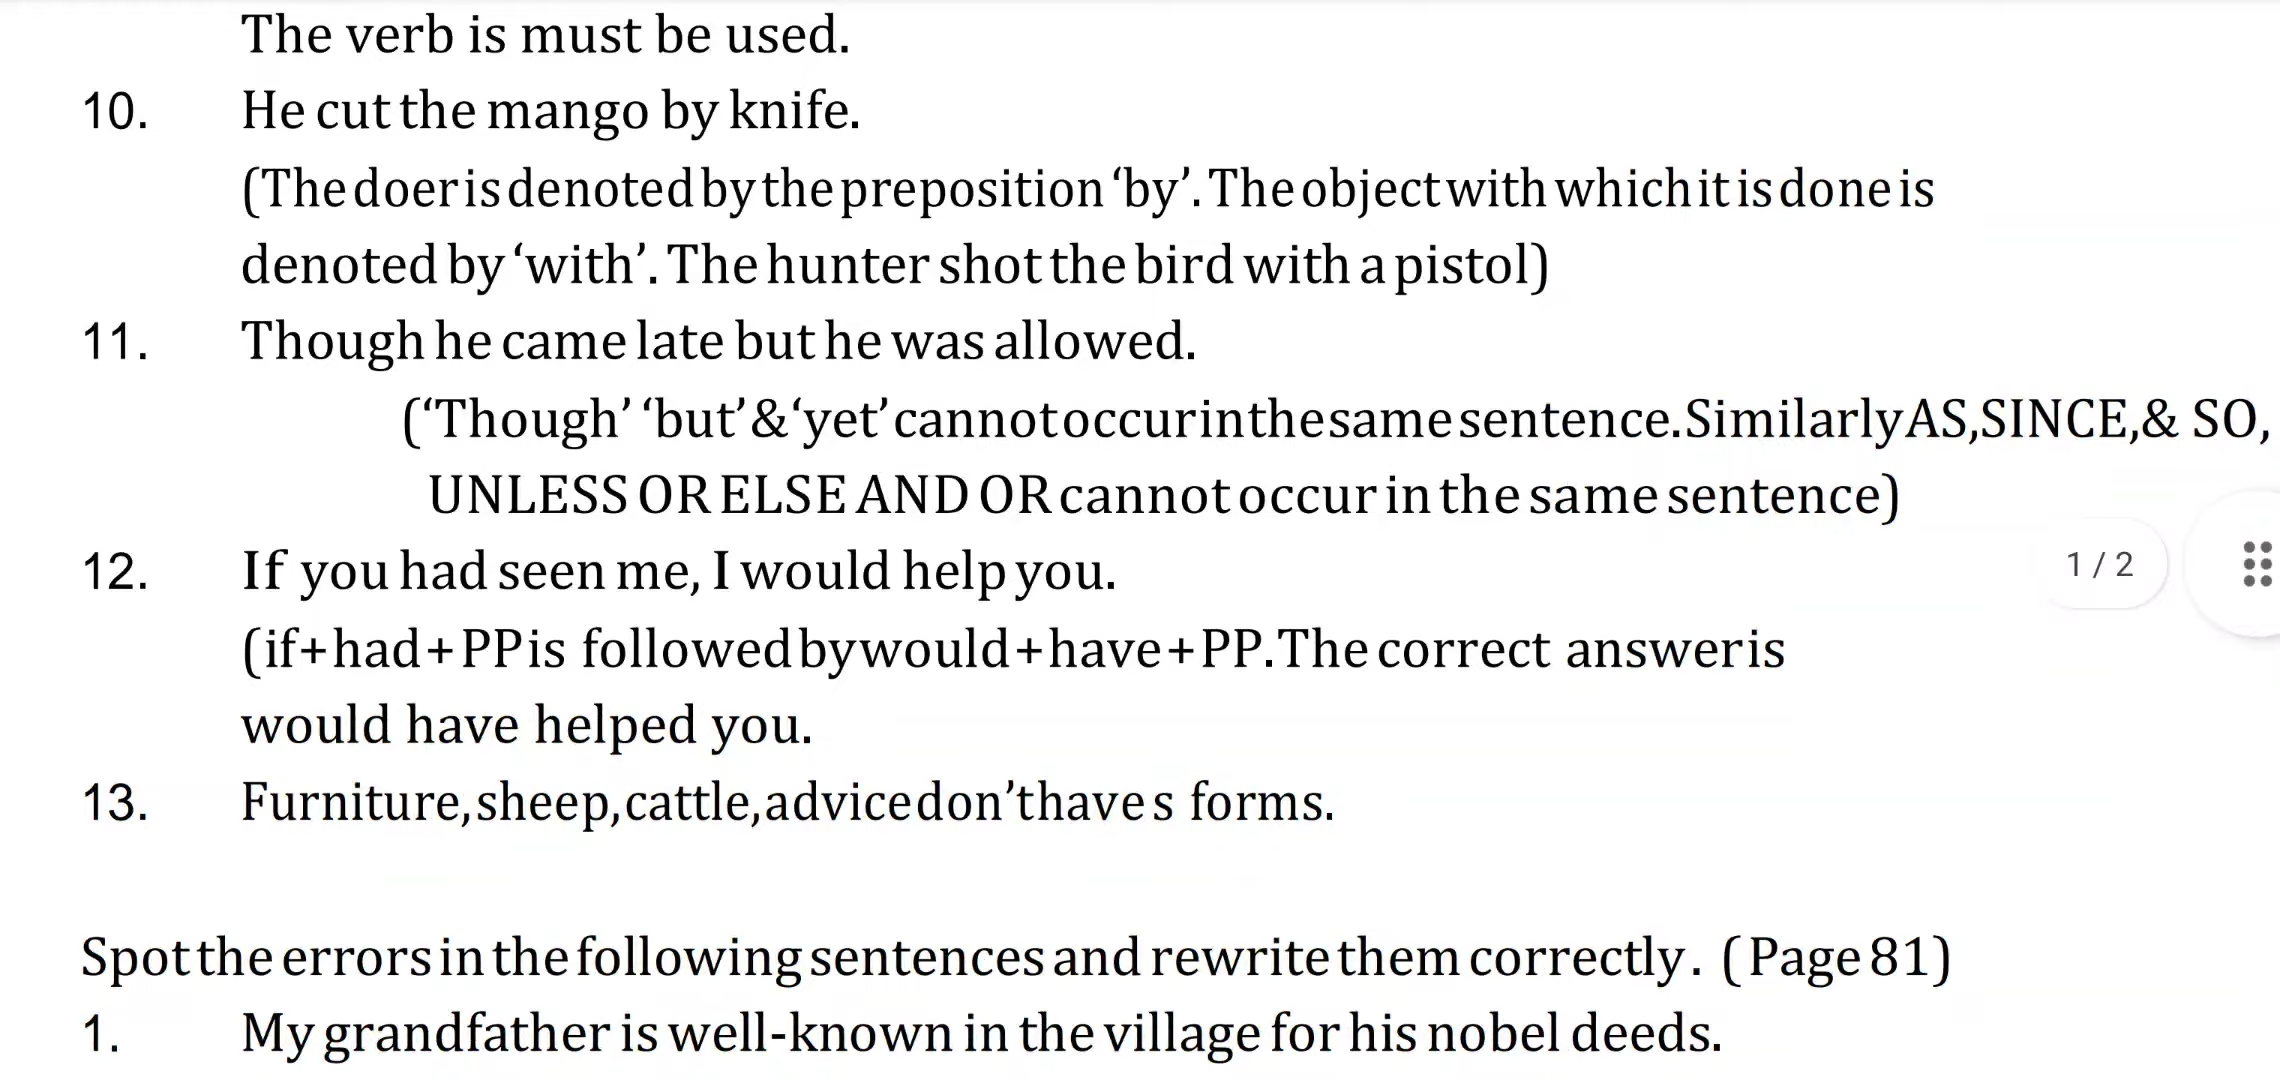 The verb is must be used.
10. He cut the mango by knife.
(The doer is denoted by the preposition ‘by’. The object with which it is done is
denoted by ‘with’. The hunter shot the bird with a pistol)
11. Though he came late but he was allowed.
(‘Though’ ‘but’ & ‘yet’ cannot occur in the same sentence. Similarly AS, SINCE, & SO,
UNLESS OR ELSE AND OR cannot occur in the same sentence)
12. If you had seen me, I would help you.
1 / 2
(if+had+PP is followed by would+have+PP. The correct answer is
would have helped you.
13. Furniture, sheep, cattle, advice don’t have s forms.
Spot the errors in the following sentences and rewrite them correctly. (Page 81)
1. My grandfather is well-known in the village for his nobel deeds.